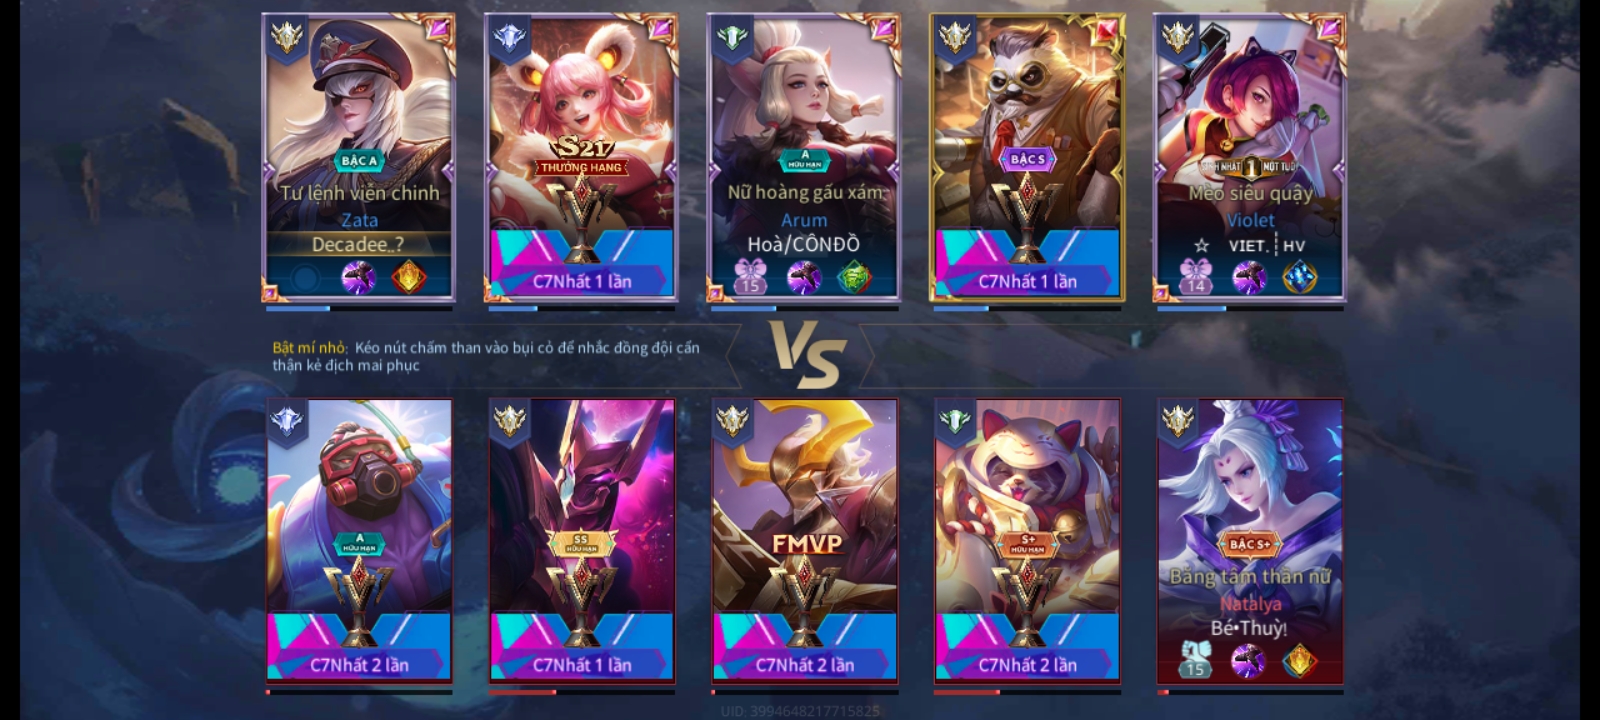 BẬC A
Tư lệnh viễn chinh
Zata
Decadee..?
S21
THƯỞNG HẠNG
C7Nhất 1 lần
A
HỮU HẠN
Nữ hoàng gấu xám
Arum
Hoà/CÔNĐỒ
15
BẬC S
C7Nhất 1 lần
SINH NHẬT 1 MỘT TUỔI
Mèo siêu quậy
Violet
☆ VIET.┊HV
14
Bật mí nhỏ: Kéo nút chấm than vào bụi cỏ để nhắc đồng đội cẩn
thận kẻ địch mai phục
VS
A
HỮU HẠN
C7Nhất 2 lần
SS
HỮU HẠN
C7Nhất 1 lần
FMVP
C7Nhất 2 lần
S+
HỮU HẠN
C7Nhất 2 lần
BẬC S+
Băng tâm thần nữ
Natalya
Bé•Thuỳ!
15
UID: 3994648217715825